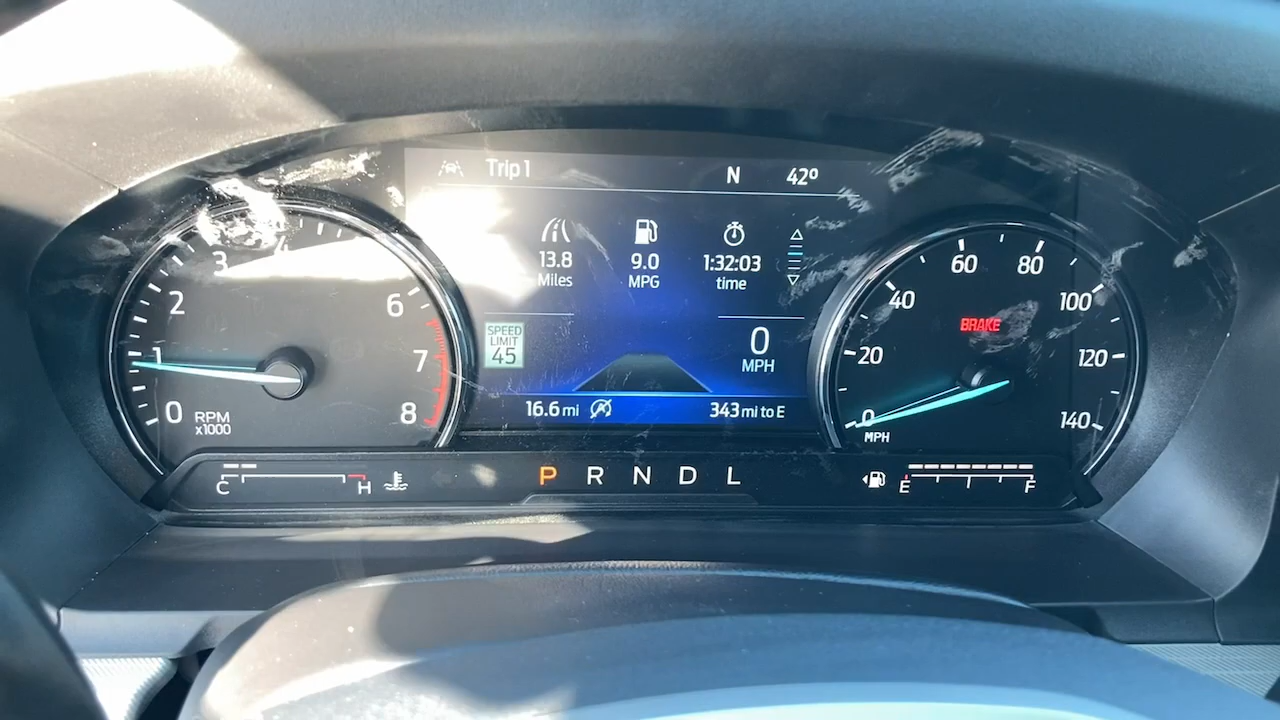 Trip 1 N 42º
13.8 9.0 1:32:03
Miles MPG time
SPEED
LIMIT
45
0
MPH
16.6 mi 343 mi to E
0 1 2 3 4 6 7 8
RPM
x1000
0 20 40 60 80 100 120 140
MPH
BRAKE
C H P R N D L E F